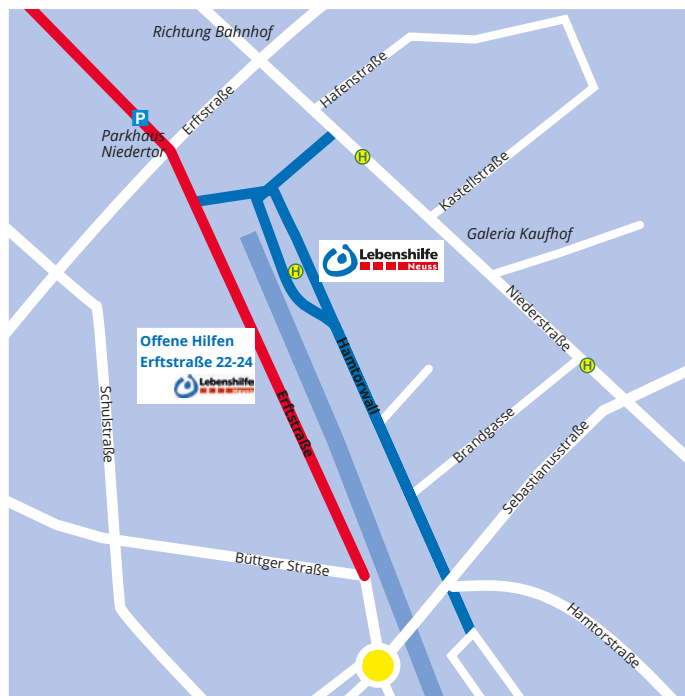 Richtung Bahnhof
Hafenstraße
Erftstraße
P
Parkhaus
Niedertor
H
Kastellstraße
Galeria Kaufhof
Lebenshilfe
Neuss
H
Niederstraße
Offene Hilfen
Erftstraße 22-24
Lebenshilfe
Neuss
Hamtorwall
H
Schulstraße
Erftstraße
Brandgasse
Sebastianusstraße
Büttger Straße
Hamtorstraße